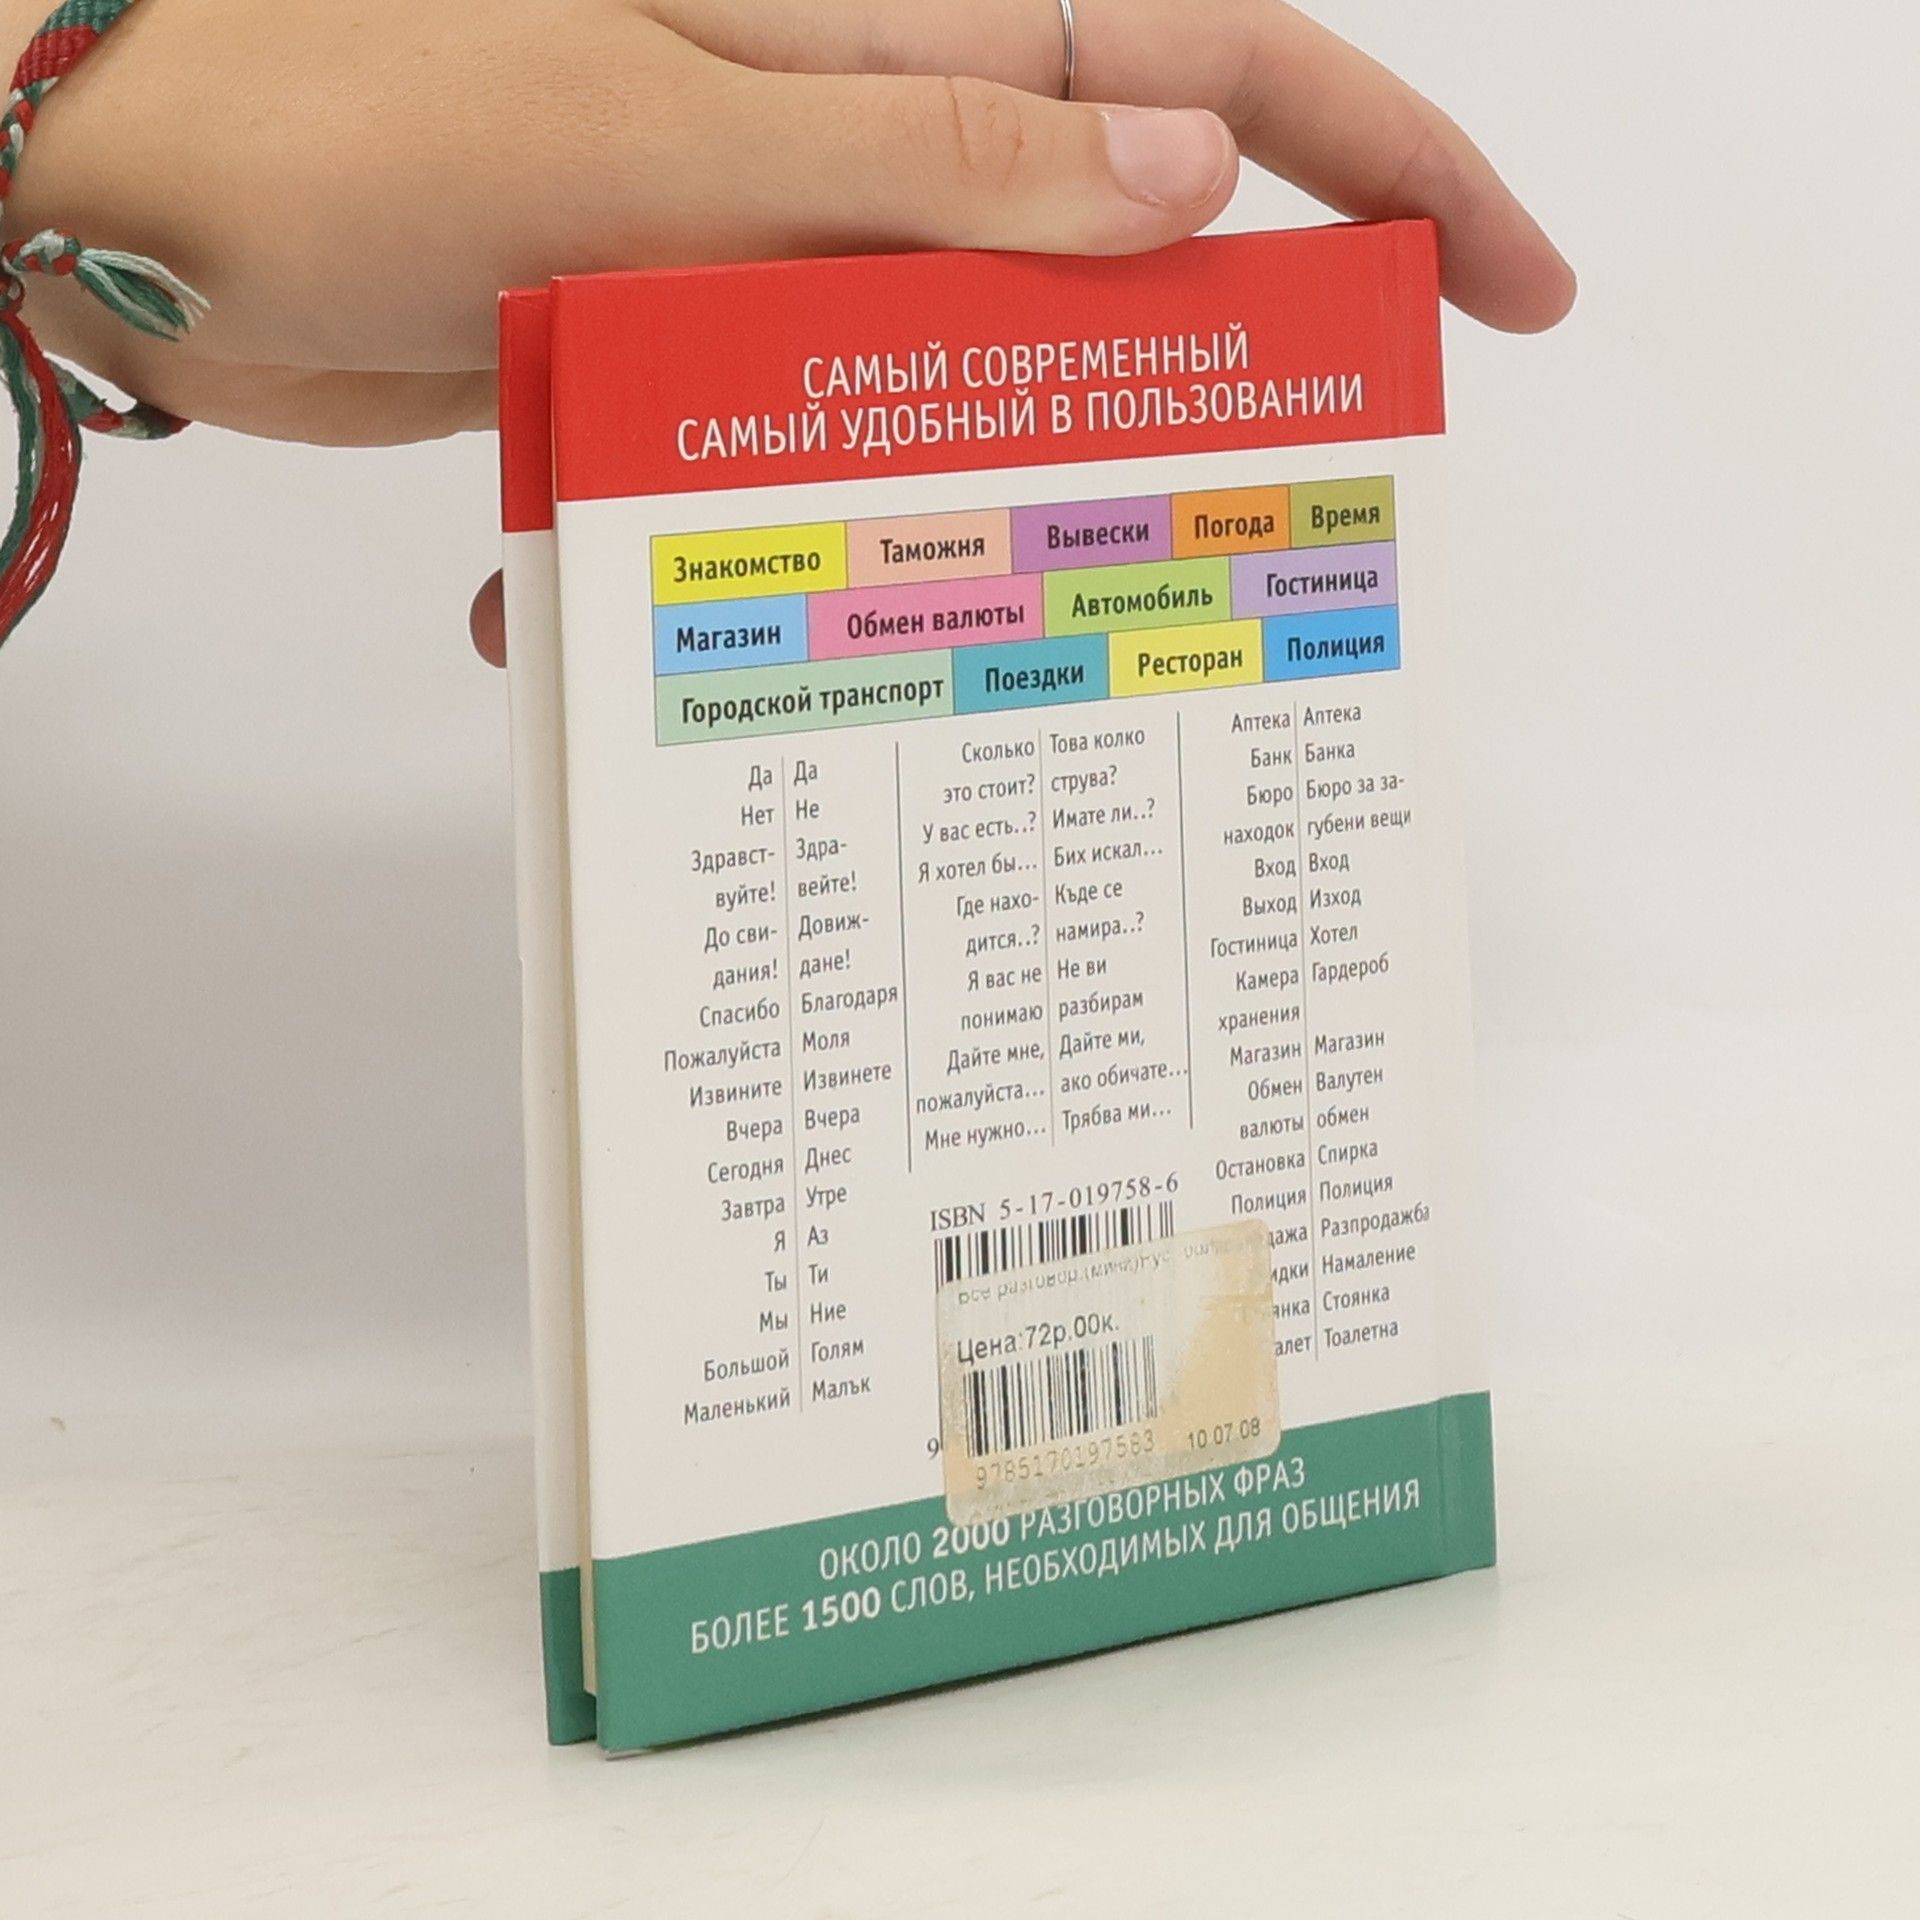 САМЫЙ СОВРЕМЕННЫЙ
САМЫЙ УДОБНЫЙ В ПОЛЬЗОВАНИИ
Знакомство Таможня Вывески Погода Время
Магазин Обмен валюты Автомобиль Гостиница
Городской транспорт Поездки Ресторан Полиция
Да Да
Нет Не
Здравст- Здра-
вуйте! вейте!
До сви- Довиж-
дания! дане!
Спасибо Благодаря
Пожалуйста Моля
Извините Извинете
Вчера Вчера
Сегодня Днес
Завтра Утре
Я Аз
Ты Ти
Мы Ние
Большой Голям
Маленький Малък
Сколько Това колко
это стоит? струва?
У вас есть..? Имате ли..?
Я хотел бы... Бих искал...
Где нахо- Къде се
дится..? намира..?
Я вас не Не ви
понимаю разбирам
Дайте мне, Дайте ми,
пожалуйста... ако обичате...
Мне нужно... Трябва ми...
Аптека Аптека
Банк Банка
Бюро Бюро за за-
находок губени вещи
Вход Вход
Выход Изход
Гостиница Хотел
Камера Гардероб
хранения
Магазин Магазин
Обмен Валутен
валюты обмен
Остановка Спирка
Полиция Полиция
дажа Разпродажба
идки Намаление
янка Стоянка
алет Тоалетна
ISBN 5-17-019758-6
Цена:72р.00к.
9
9785170197583 10 07 08
ОКОЛО 2000 РАЗГОВОРНЫХ ФРАЗ
БОЛЕЕ 1500 СЛОВ, НЕОБХОДИМЫХ ДЛЯ ОБЩЕНИЯ